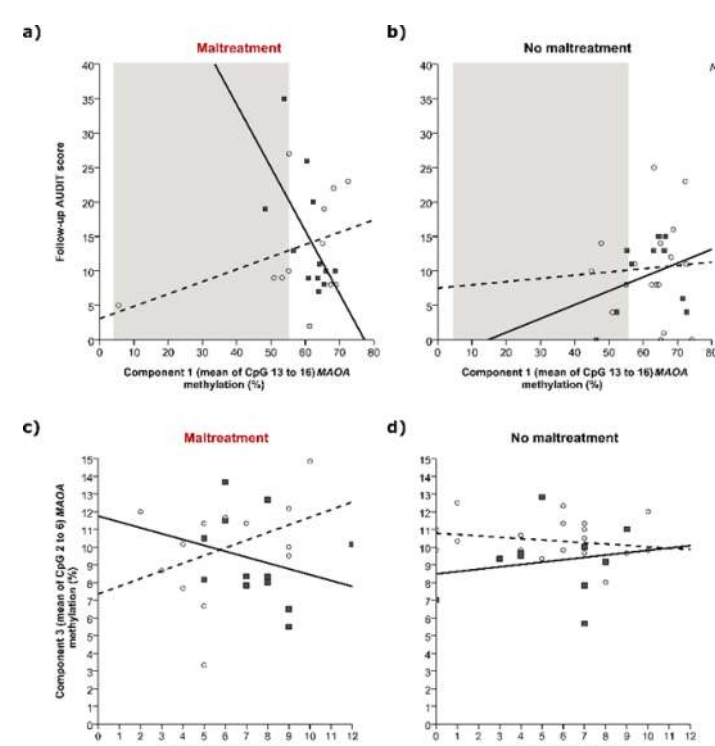 a)
b)
Maltreatment
No maltreatment
40
35
30
25
20
15
10
5
0
Follow-up AUDIT score
0 10 20 30 40 50 60 70 80
Component 1 (mean of CpG 13 to 16) MAOA
methylation (%)
40
35
30
25
20
15
10
5
0
0 10 20 30 40 50 60 70 80
Component 1 (mean of CpG 13 to 16) MAOA
methylation (%)
c)
d)
Maltreatment
No maltreatment
15
14
13
12
11
10
9
8
7
6
5
4
3
2
1
0
Component 3 (mean of CpG 2 to 6) MAOA
methylation (%)
0 1 2 3 4 5 6 7 8 9 10 11 12
15
14
13
12
11
10
9
8
7
6
5
4
3
2
1
0
0 1 2 3 4 5 6 7 8 9 10 11 12